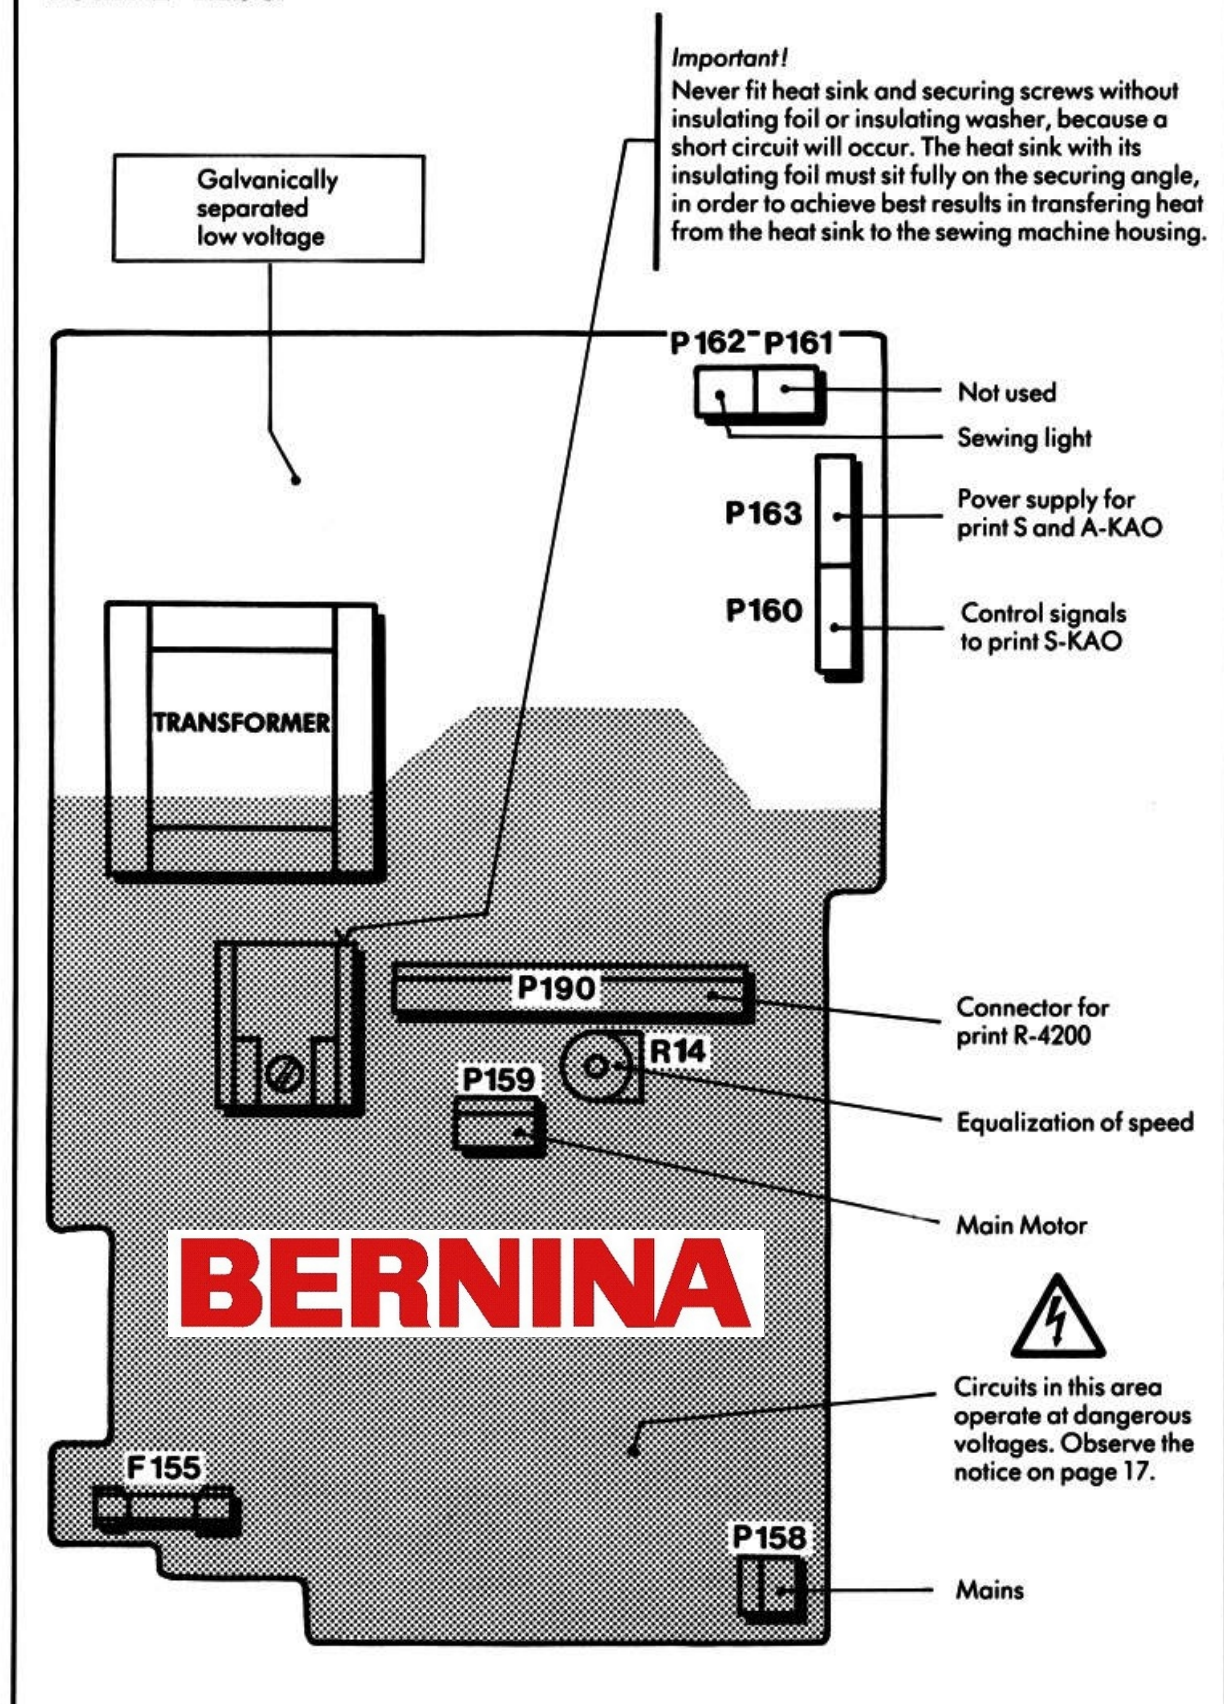 Important!
Never fit heat sink and securing screws without
insulating foil or insulating washer, because a
short circuit will occur. The heat sink with its
insulating foil must sit fully on the securing angle,
in order to achieve best results in transfering heat
from the heat sink to the sewing machine housing.
Galvanically
separated
low voltage
P162-P161
Not used
Sewing light
P163
Pover supply for
print S and A-KAO
P160
Control signals
to print S-KAO
TRANSFORMER
P190
Connector for
print R-4200
R14
P159
Equalization of speed
Main Motor
BERNINA
Circuits in this area
operate at dangerous
voltages. Observe the
notice on page 17.
F155
P158
Mains